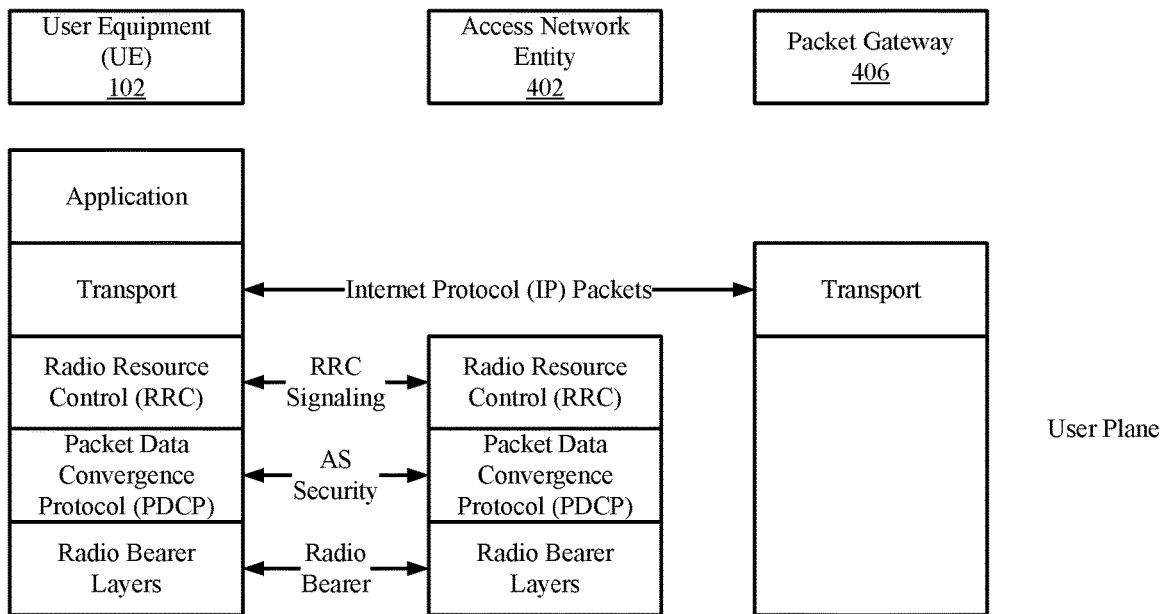 User Equipment
(UE)
102
Access Network
Entity
402
Packet Gateway
406
Application
Transport
Internet Protocol (IP) Packets
Transport
Radio Resource
Control (RRC)
RRC
Signaling
Radio Resource
Control (RRC)
Packet Data
Convergence
Protocol (PDCP)
AS
Security
Packet Data
Convergence
Protocol (PDCP)
User Plane
Radio Bearer
Layers
Radio
Bearer
Radio Bearer
Layers